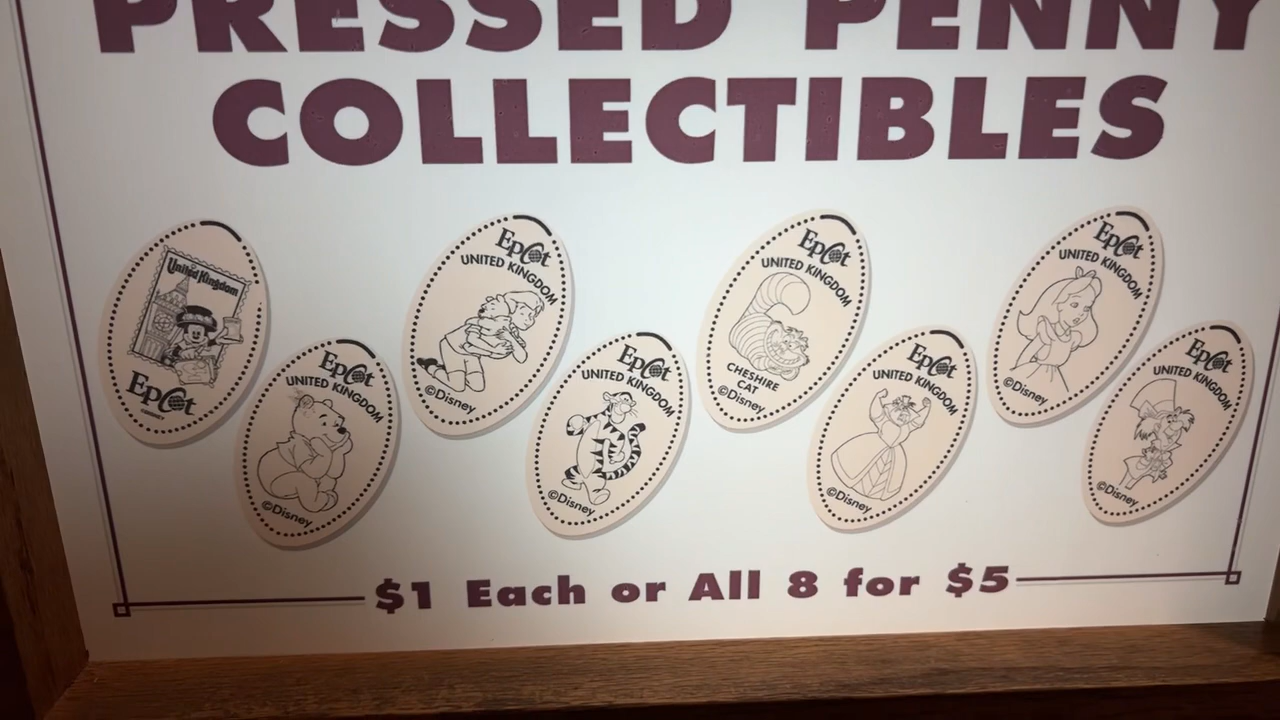 PRESSED PENNY
COLLECTIBLES
United Kingdom
Epcot
Epcot
UNITED KINGDOM
©Disney
Epcot
UNITED KINGDOM
©Disney
Epcot
UNITED KINGDOM
©Disney
Epcot
UNITED KINGDOM
CHESHIRE
CAT
©Disney
Epcot
UNITED KINGDOM
©Disney
Epcot
UNITED KINGDOM
©Disney
Epcot
UNITED KINGDOM
©Disney
$1 Each or All 8 for $5